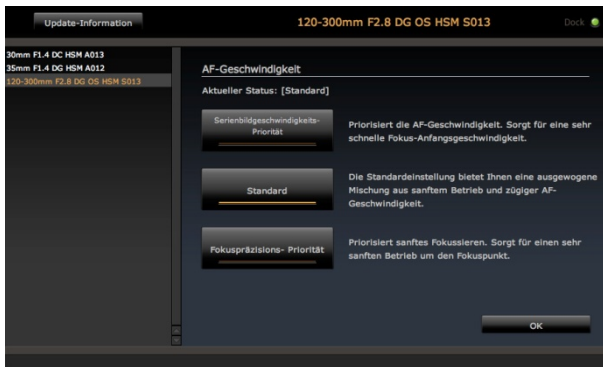 Update-Information
120-300mm F2.8 DG OS HSM S013
Dock
30mm F1.4 DC HSM A013
35mm F1.4 DG HSM A012
120-300mm F2.8 DG OS HSM S013
AF-Geschwindigkeit
Aktueller Status: [Standard]
Serienbildgeschwindigkeits-
Priorität
Priorisiert die AF-Geschwindigkeit. Sorgt für eine sehr
schnelle Fokus-Anfangsgeschwindigkeit.
Standard
Die Standardeinstellung bietet Ihnen eine ausgewogene
Mischung aus sanftem Betrieb und zügiger AF-
Geschwindigkeit.
Fokuspräzisions- Priorität
Priorisiert sanftes Fokussieren. Sorgt für einen sehr
sanften Betrieb um den Fokuspunkt.
OK